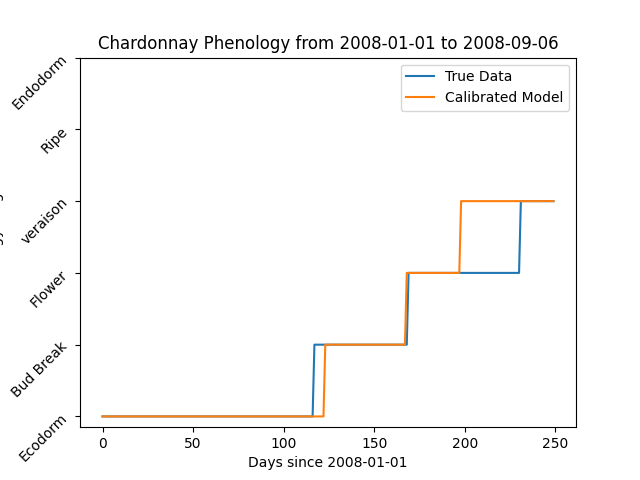 Chardonnay Phenology from 2008-01-01 to 2008-09-06
True Data
Calibrated Model
Endodorm
Ripe
veraison
Flower
Bud Break
Ecodorm
0 50 100 150 200 250
Days since 2008-01-01